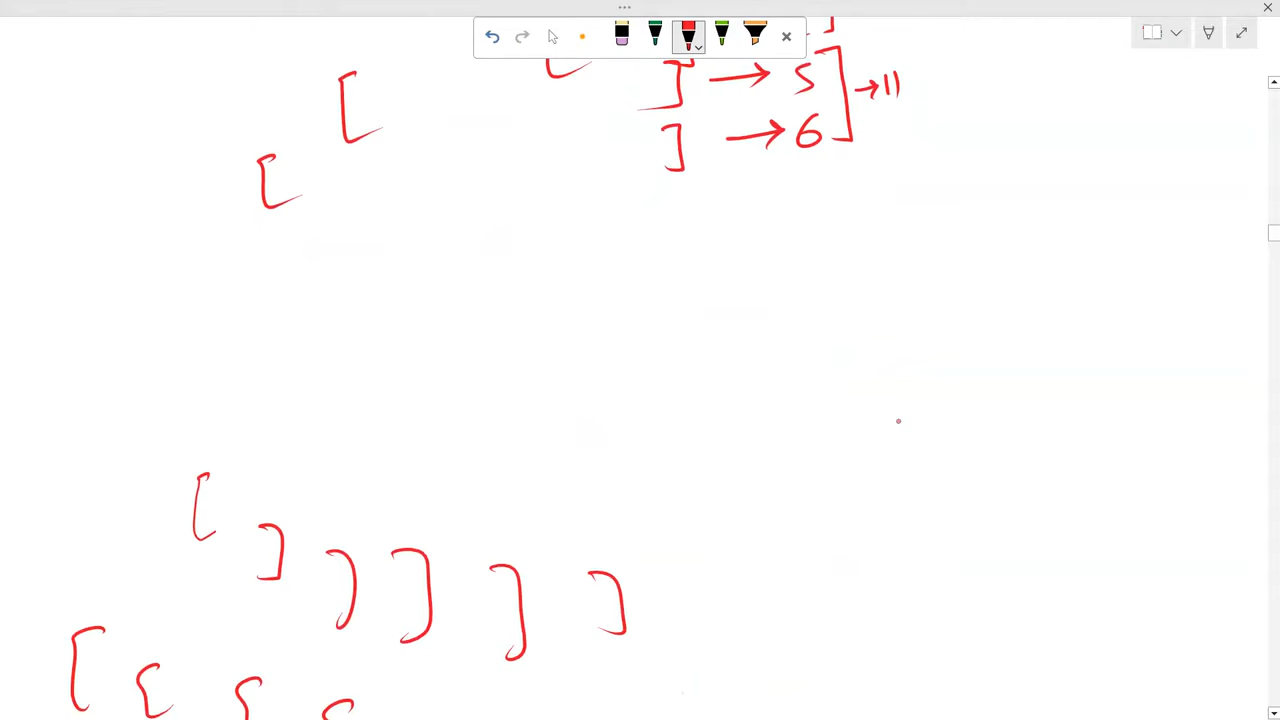 [ [ ] → 5 ] → 11
[ ] → 6
[
] ] ] ] ]
[ { { {